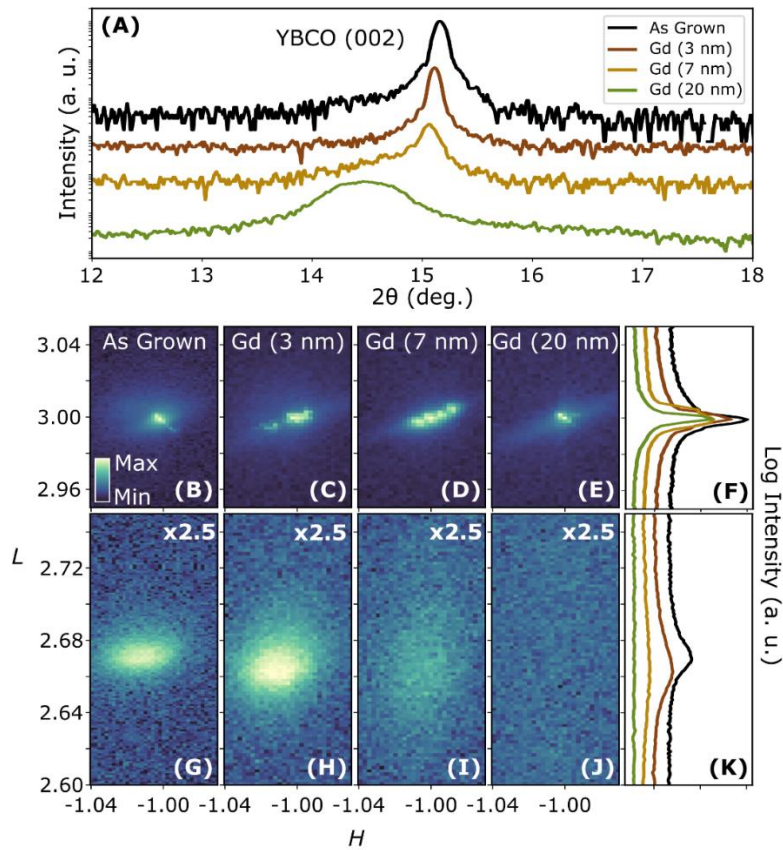 (A)
YBCO (002)
As Grown
Gd (3 nm)
Gd (7 nm)
Gd (20 nm)
Intensity (a. u.)
12 13 14 15 16 17 18
2θ (deg.)
As Grown Gd (3 nm) Gd (7 nm) Gd (20 nm)
3.04
3.00
2.96
Max
Min
(B) (C) (D) (E) (F)
x2.5 x2.5 x2.5 x2.5
L
2.72
2.68
2.64
2.60
(G) (H) (I) (J) (K)
Log Intensity (a. u.)
-1.04 -1.00 -1.04 -1.00 -1.04 -1.00 -1.04 -1.00
H